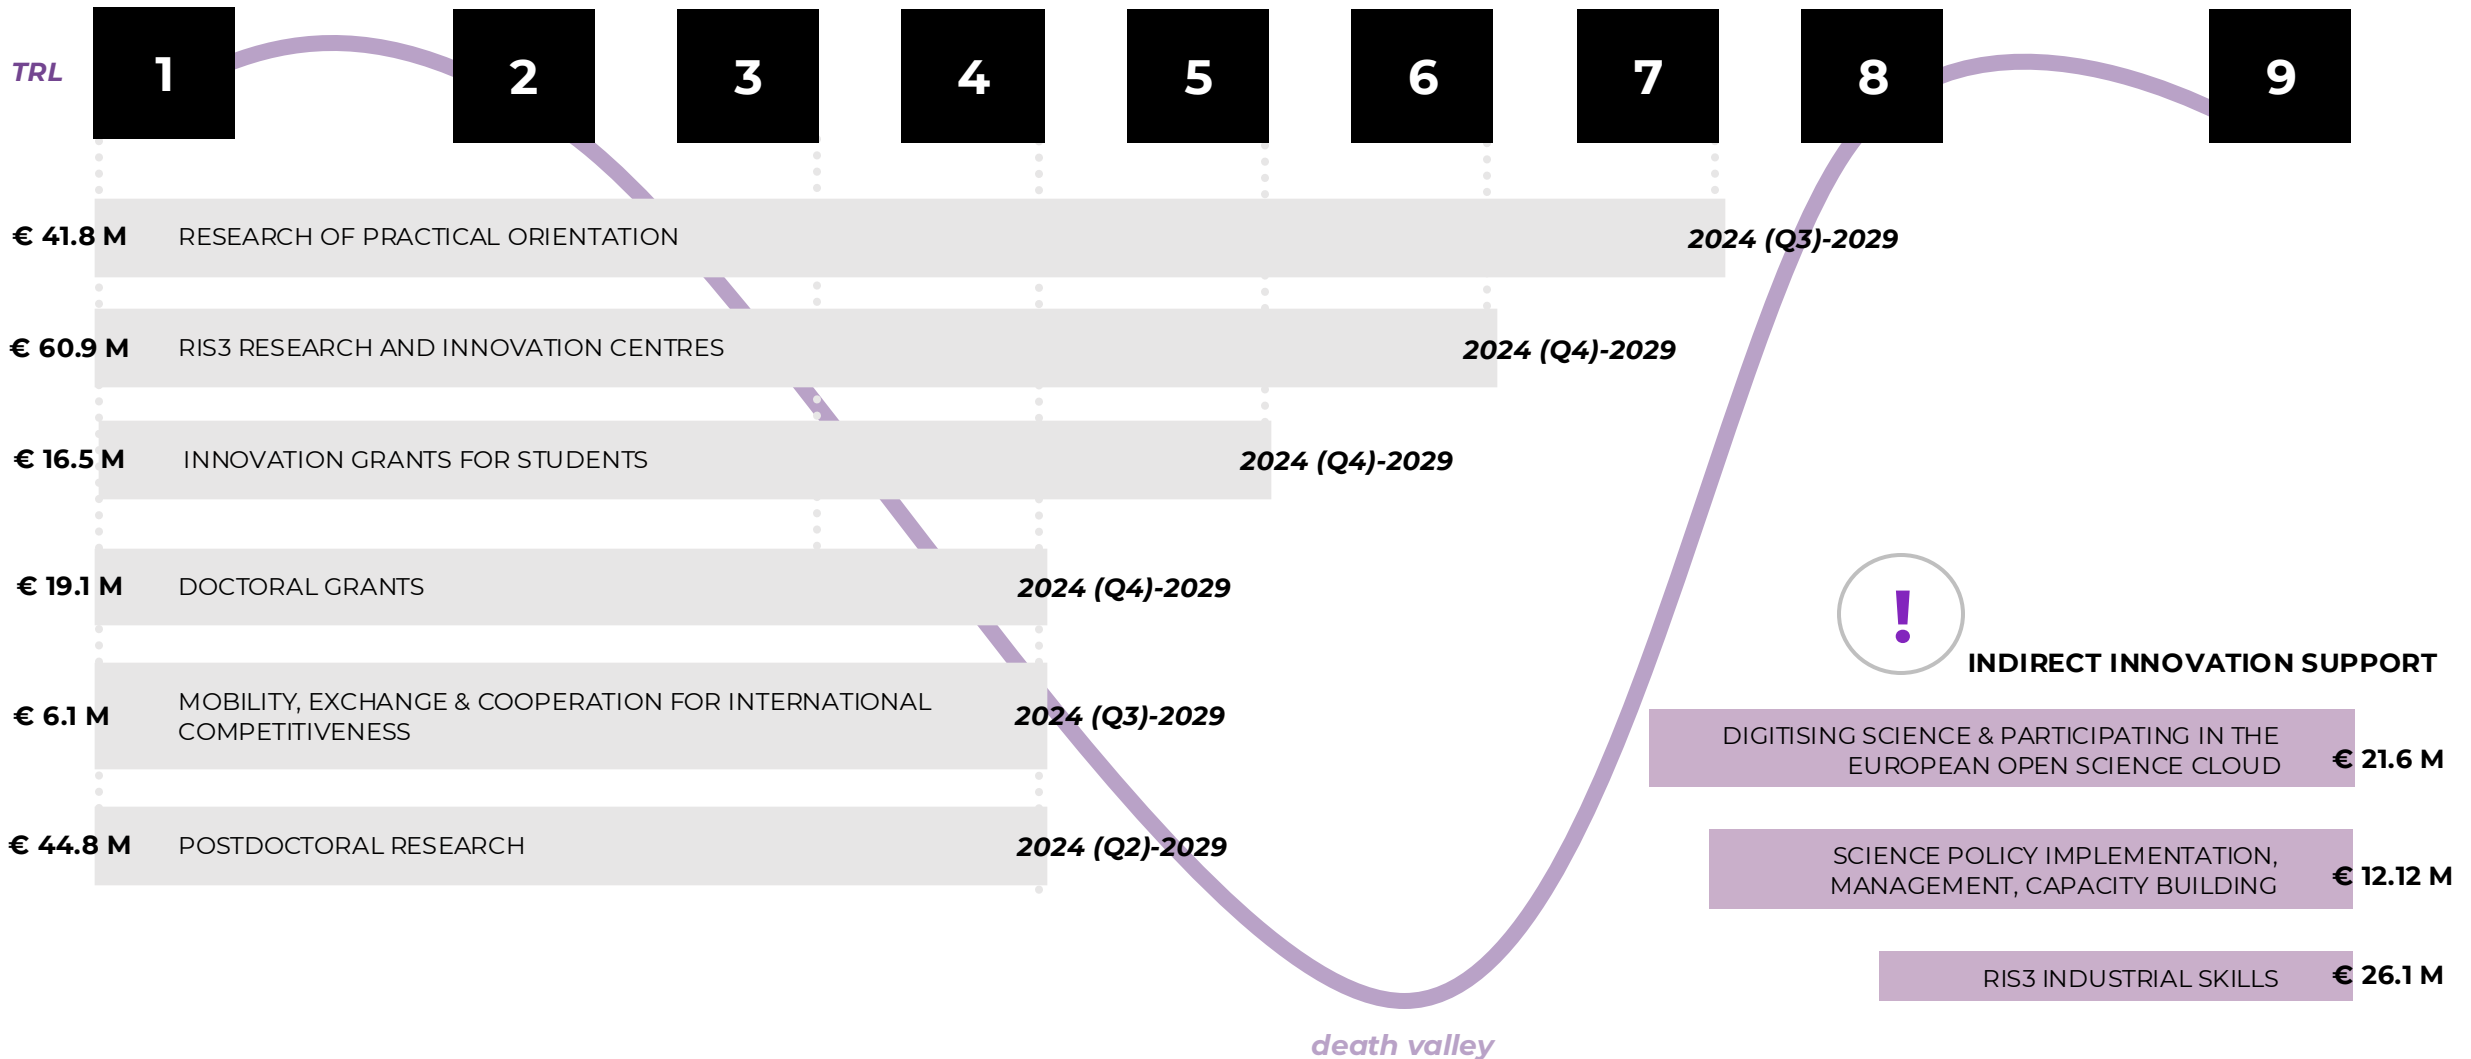 TRL 1 2 3 4 5 6 7 8 9
€ 41.8 M RESEARCH OF PRACTICAL ORIENTATION 2024 (Q3)-2029
€ 60.9 M RIS3 RESEARCH AND INNOVATION CENTRES 2024 (Q4)-2029
€ 16.5 M INNOVATION GRANTS FOR STUDENTS 2024 (Q4)-2029
€ 19.1 M DOCTORAL GRANTS 2024 (Q4)-2029
€ 6.1 M MOBILITY, EXCHANGE & COOPERATION FOR INTERNATIONAL
COMPETITIVENESS 2024 (Q3)-2029
€ 44.8 M POSTDOCTORAL RESEARCH 2024 (Q2)-2029
!
INDIRECT INNOVATION SUPPORT
DIGITISING SCIENCE & PARTICIPATING IN THE
EUROPEAN OPEN SCIENCE CLOUD € 21.6 M
SCIENCE POLICY IMPLEMENTATION,
MANAGEMENT, CAPACITY BUILDING € 12.12 M
RIS3 INDUSTRIAL SKILLS € 26.1 M
death valley